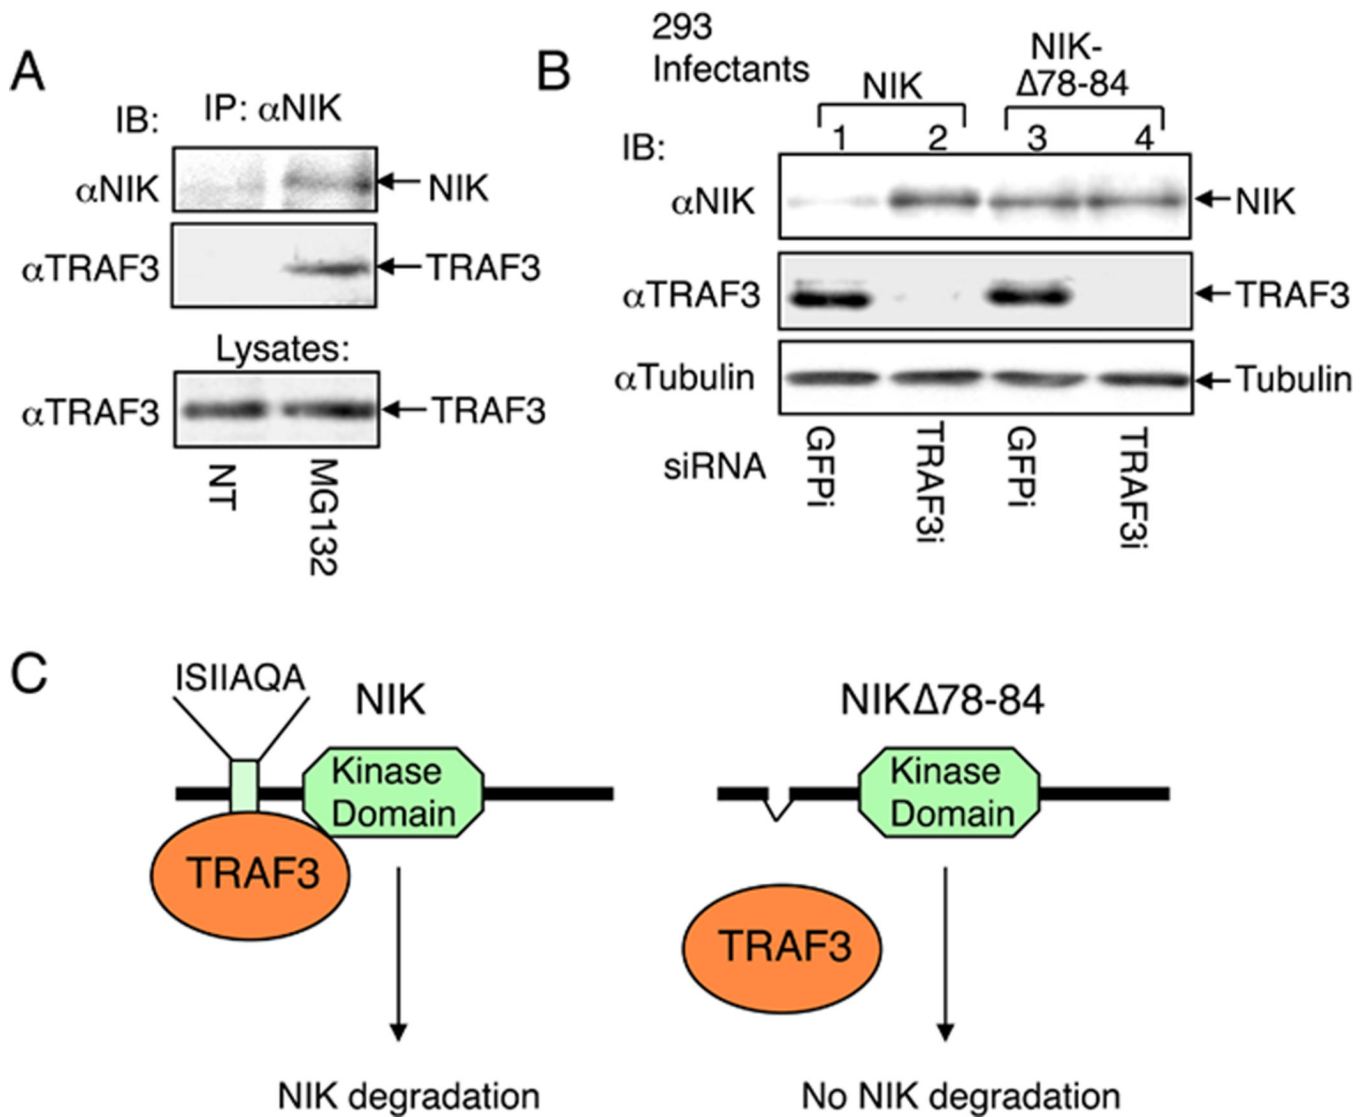 A
IP: αNIK
IB:
αNIK
NIK
αTRAF3
TRAF3
Lysates:
αTRAF3
TRAF3
NT
MG132
B
293
Infectants
NIK
NIK-
Δ78-84
IB:
1 2 3 4
αNIK
NIK
αTRAF3
TRAF3
αTubulin
Tubulin
siRNA
GFPi
TRAF3i
GFPi
TRAF3i
C
ISIIAQA
NIK
Kinase
Domain
TRAF3
NIK degradation
NIKΔ78-84
Kinase
Domain
TRAF3
No NIK degradation